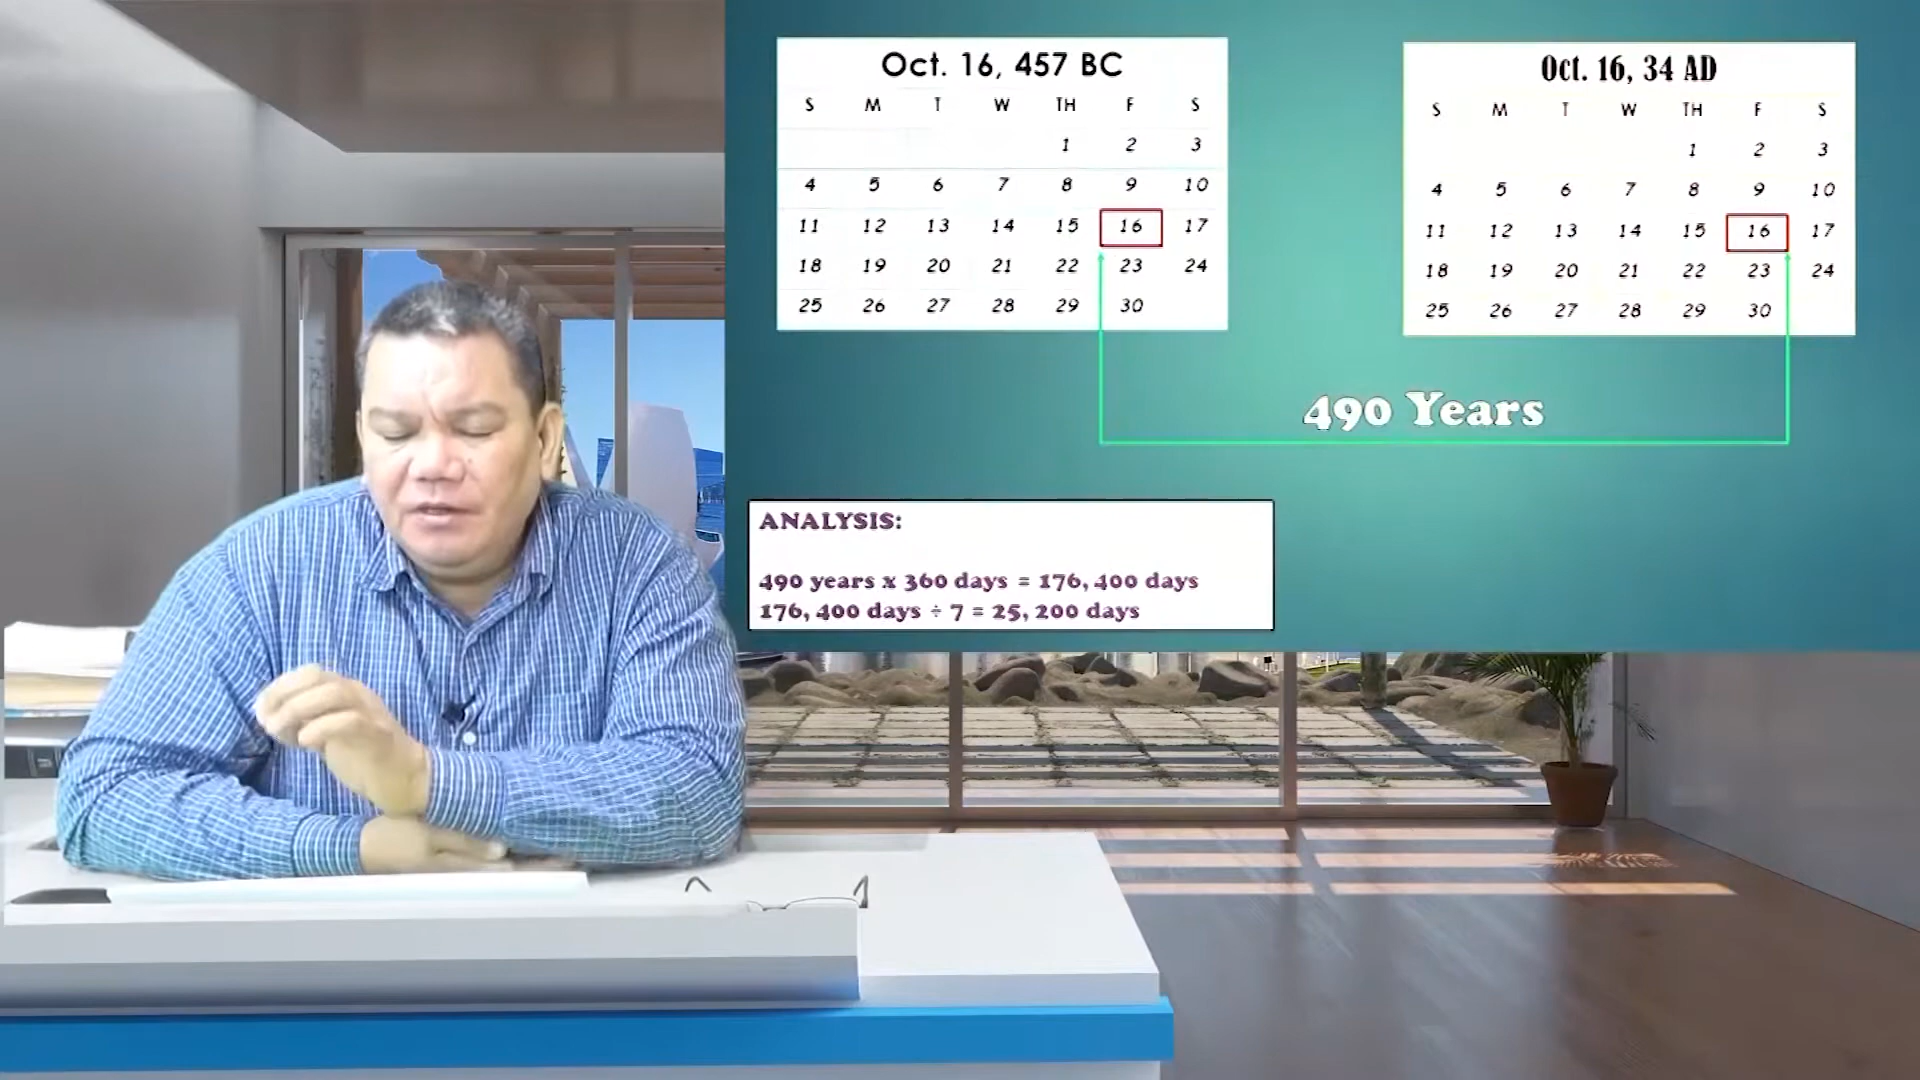 Oct. 16, 457 BC
S M T W TH F S
1 2 3
4 5 6 7 8 9 10
11 12 13 14 15 16 17
18 19 20 21 22 23 24
25 26 27 28 29 30
Oct. 16, 34 AD
S M T W TH F S
1 2 3
4 5 6 7 8 9 10
11 12 13 14 15 16 17
18 19 20 21 22 23 24
25 26 27 28 29 30
490 Years
ANALYSIS:
490 years x 360 days = 176, 400 days
176, 400 days ÷ 7 = 25, 200 days